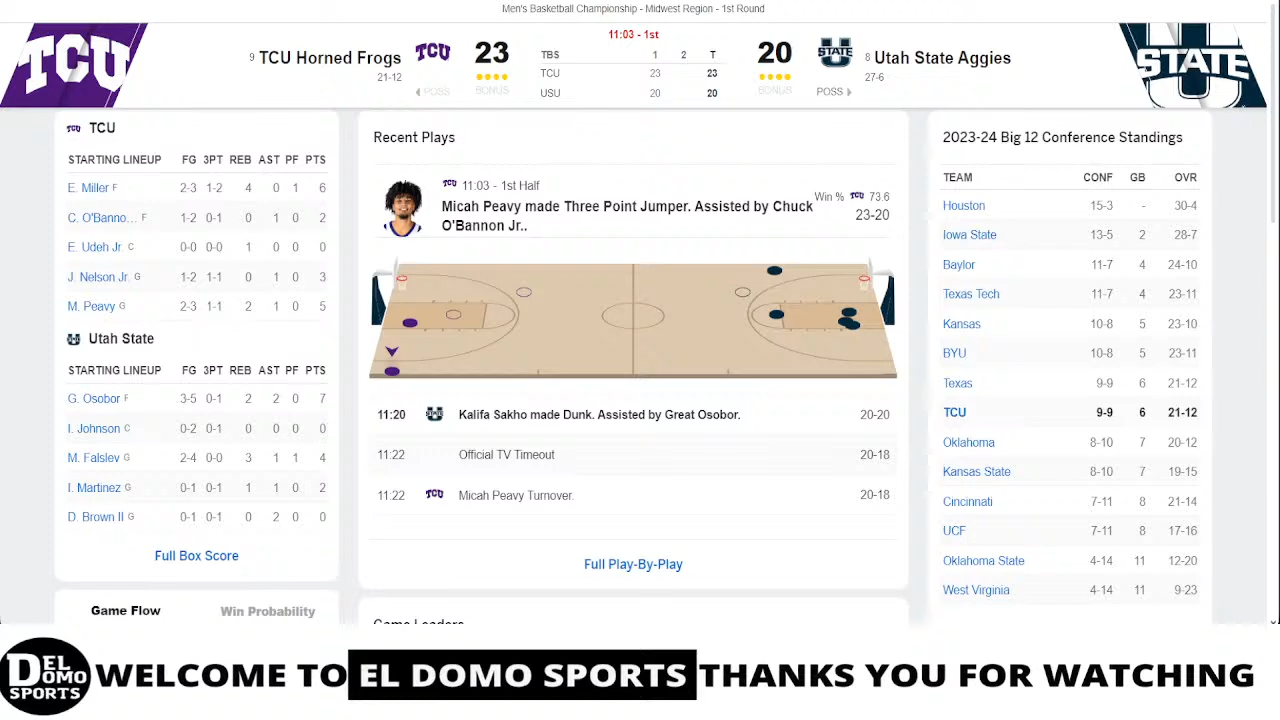 Men's Basketball Championship - Midwest Region - 1st Round
TCU
9 TCU Horned Frogs
21-12
TCU
POSS
23
BONUS
11:03 - 1st
TBS 1 2 T
TCU 23 23
USU 20 20
20
BONUS
STATE
POSS
8 Utah State Aggies
27-6
STATE
TCU TCU
STARTING LINEUP FG 3PT REB AST PF PTS
E. Miller F 2-3 1-2 4 0 1 6
C. O'Banno... F 1-2 0-1 0 1 0 2
E. Udeh Jr. C 0-0 0-0 1 0 0 0
J. Nelson Jr. G 1-2 1-1 0 1 0 3
M. Peavy G 2-3 1-1 2 1 0 5
Utah State
STARTING LINEUP FG 3PT REB AST PF PTS
G. Osobor F 3-5 0-1 2 2 0 7
I. Johnson C 0-2 0-1 0 0 0 0
M. Falslev G 2-4 0-0 3 1 1 4
I. Martinez G 0-1 0-1 1 1 0 2
D. Brown II G 0-1 0-1 0 2 0 0
Full Box Score
Game Flow Win Probability
Recent Plays
TCU 11:03 - 1st Half
Micah Peavy made Three Point Jumper. Assisted by Chuck
O'Bannon Jr..
Win % TCU 73.6
23-20
11:20 STATE Kalifa Sakho made Dunk. Assisted by Great Osobor. 20-20
11:22 Official TV Timeout 20-18
11:22 TCU Micah Peavy Turnover. 20-18
Full Play-By-Play
Game Leaders
2023-24 Big 12 Conference Standings
TEAM CONF GB OVR
Houston 15-3 - 30-4
Iowa State 13-5 2 28-7
Baylor 11-7 4 24-10
Texas Tech 11-7 4 23-11
Kansas 10-8 5 23-10
BYU 10-8 5 23-11
Texas 9-9 6 21-12
TCU 9-9 6 21-12
Oklahoma 8-10 7 20-12
Kansas State 8-10 7 19-15
Cincinnati 7-11 8 21-14
UCF 7-11 8 17-16
Oklahoma State 4-14 11 12-20
West Virginia 4-14 11 9-23
DEL DOMO SPORTS
WELCOME TO EL DOMO SPORTS THANKS YOU FOR WATCHING